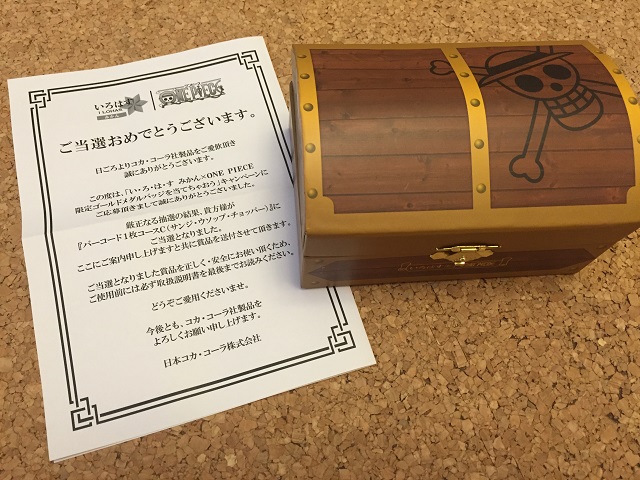 いろはす
I LOHAS
みかん
ONE PIECE
ご当選おめでとうございます。
日ごろよりコカ・コーラ社製品をご愛飲頂き
誠にありがとうございます。
この度は、「い・ろ・は・す みかん×ONE PIECE
限定ゴールドメダルバッジを当てちゃおう」キャンペーンに
ご応募頂きまして誠にありがとうございました。
厳正なる抽選の結果、貴方様が
『バーコード1枚コースC(サンジ・ウソップ・チョッパー)』に
ご当選となりました。
ここにご案内申し上げますと共に賞品を送付させて頂きます。
ご当選となりました賞品を正しく・安全にお使い頂くため、
ご使用前には必ず取扱説明書を最後までお読みください。
どうぞご愛用くださいませ。
今後とも、コカ・コーラ社製品を
よろしくお願い申し上げます。
日本コカ・コーラ株式会社